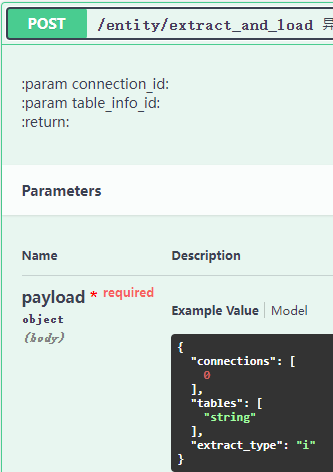 POST /entity/extract_and_load 异
:param connection_id:
:param table_info_id:
:return:
Parameters
Name Description
payload * required
object
(body)
Example Value Model
{
"connections": [
0
],
"tables": [
"string"
],
"extract_type": "i"
}